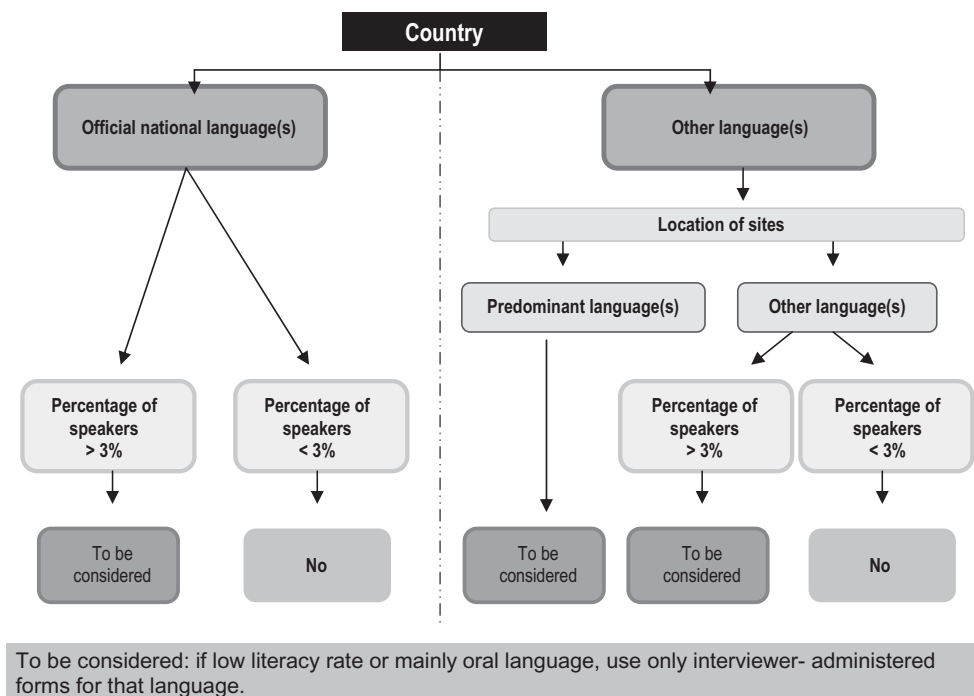 Country
Official national language(s)
Other language(s)
Location of sites
Predominant language(s)
Other language(s)
Percentage of
speakers
> 3%
Percentage of
speakers
< 3%
Percentage of
speakers
> 3%
Percentage of
speakers
< 3%
To be
considered
No
To be
considered
To be
considered
No
To be considered: if low literacy rate or mainly oral language, use only interviewer- administered
forms for that language.